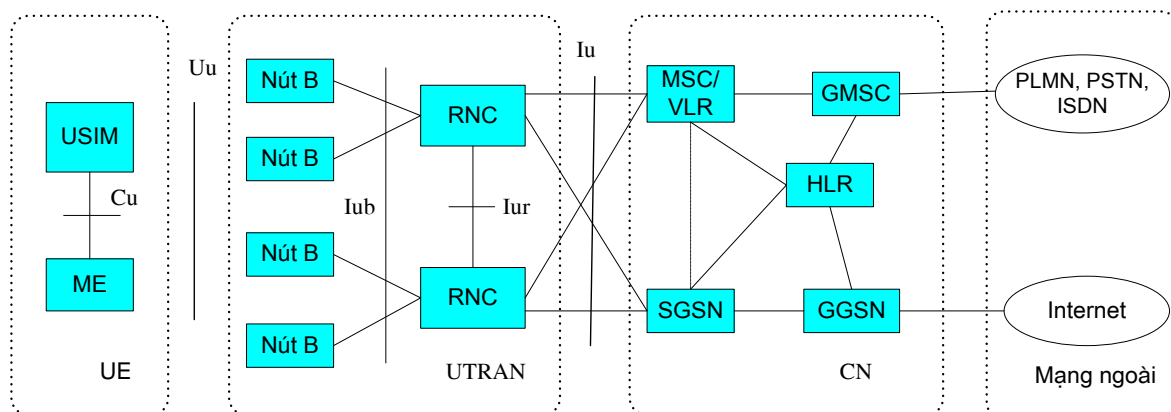 USIM
Cu
ME
UE
Uu
Nút B
Nút B
Nút B
Nút B
Iub
RNC
Iur
RNC
UTRAN
Iu
MSC/
VLR
GMSC
HLR
SGSN
GGSN
CN
PLMN, PSTN,
ISDN
Internet
Mạng ngoài